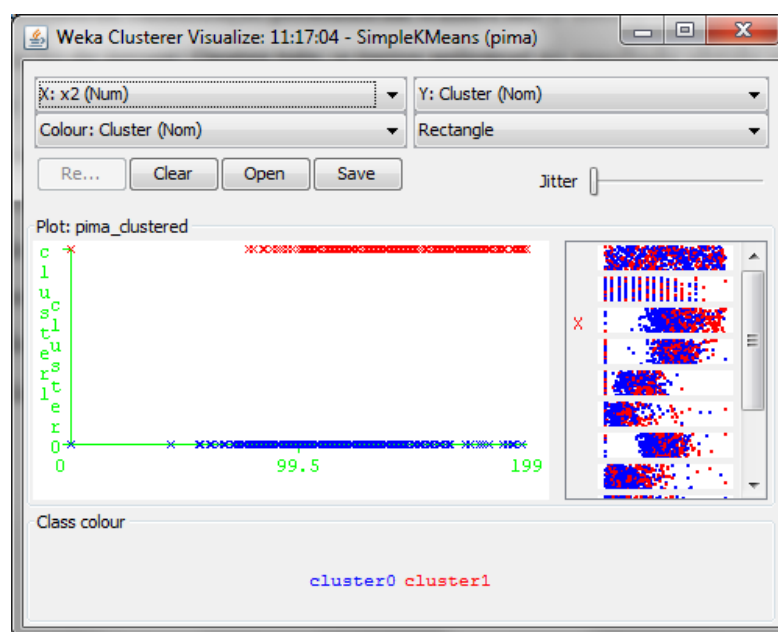 Weka Clusterer Visualize: 11:17:04 - SimpleKMeans (pima)
X: x2 (Num)
Y: Cluster (Nom)
Colour: Cluster (Nom)
Rectangle
Re...
Clear
Open
Save
Jitter
Plot: pima_clustered
cluster1
cluster0
0
99.5
199
X
Class colour
cluster0 cluster1